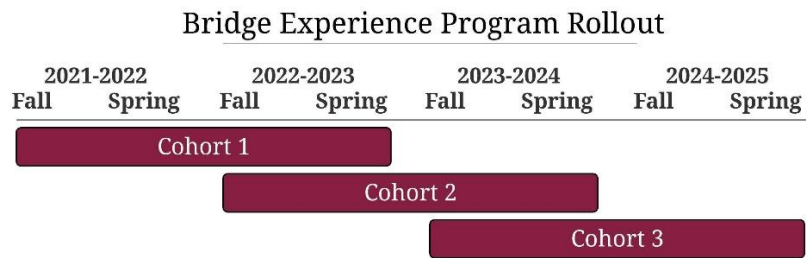 Bridge Experience Program Rollout
2021-2022 2022-2023 2023-2024 2024-2025
Fall Spring Fall Spring Fall Spring Fall Spring
Cohort 1
Cohort 2
Cohort 3